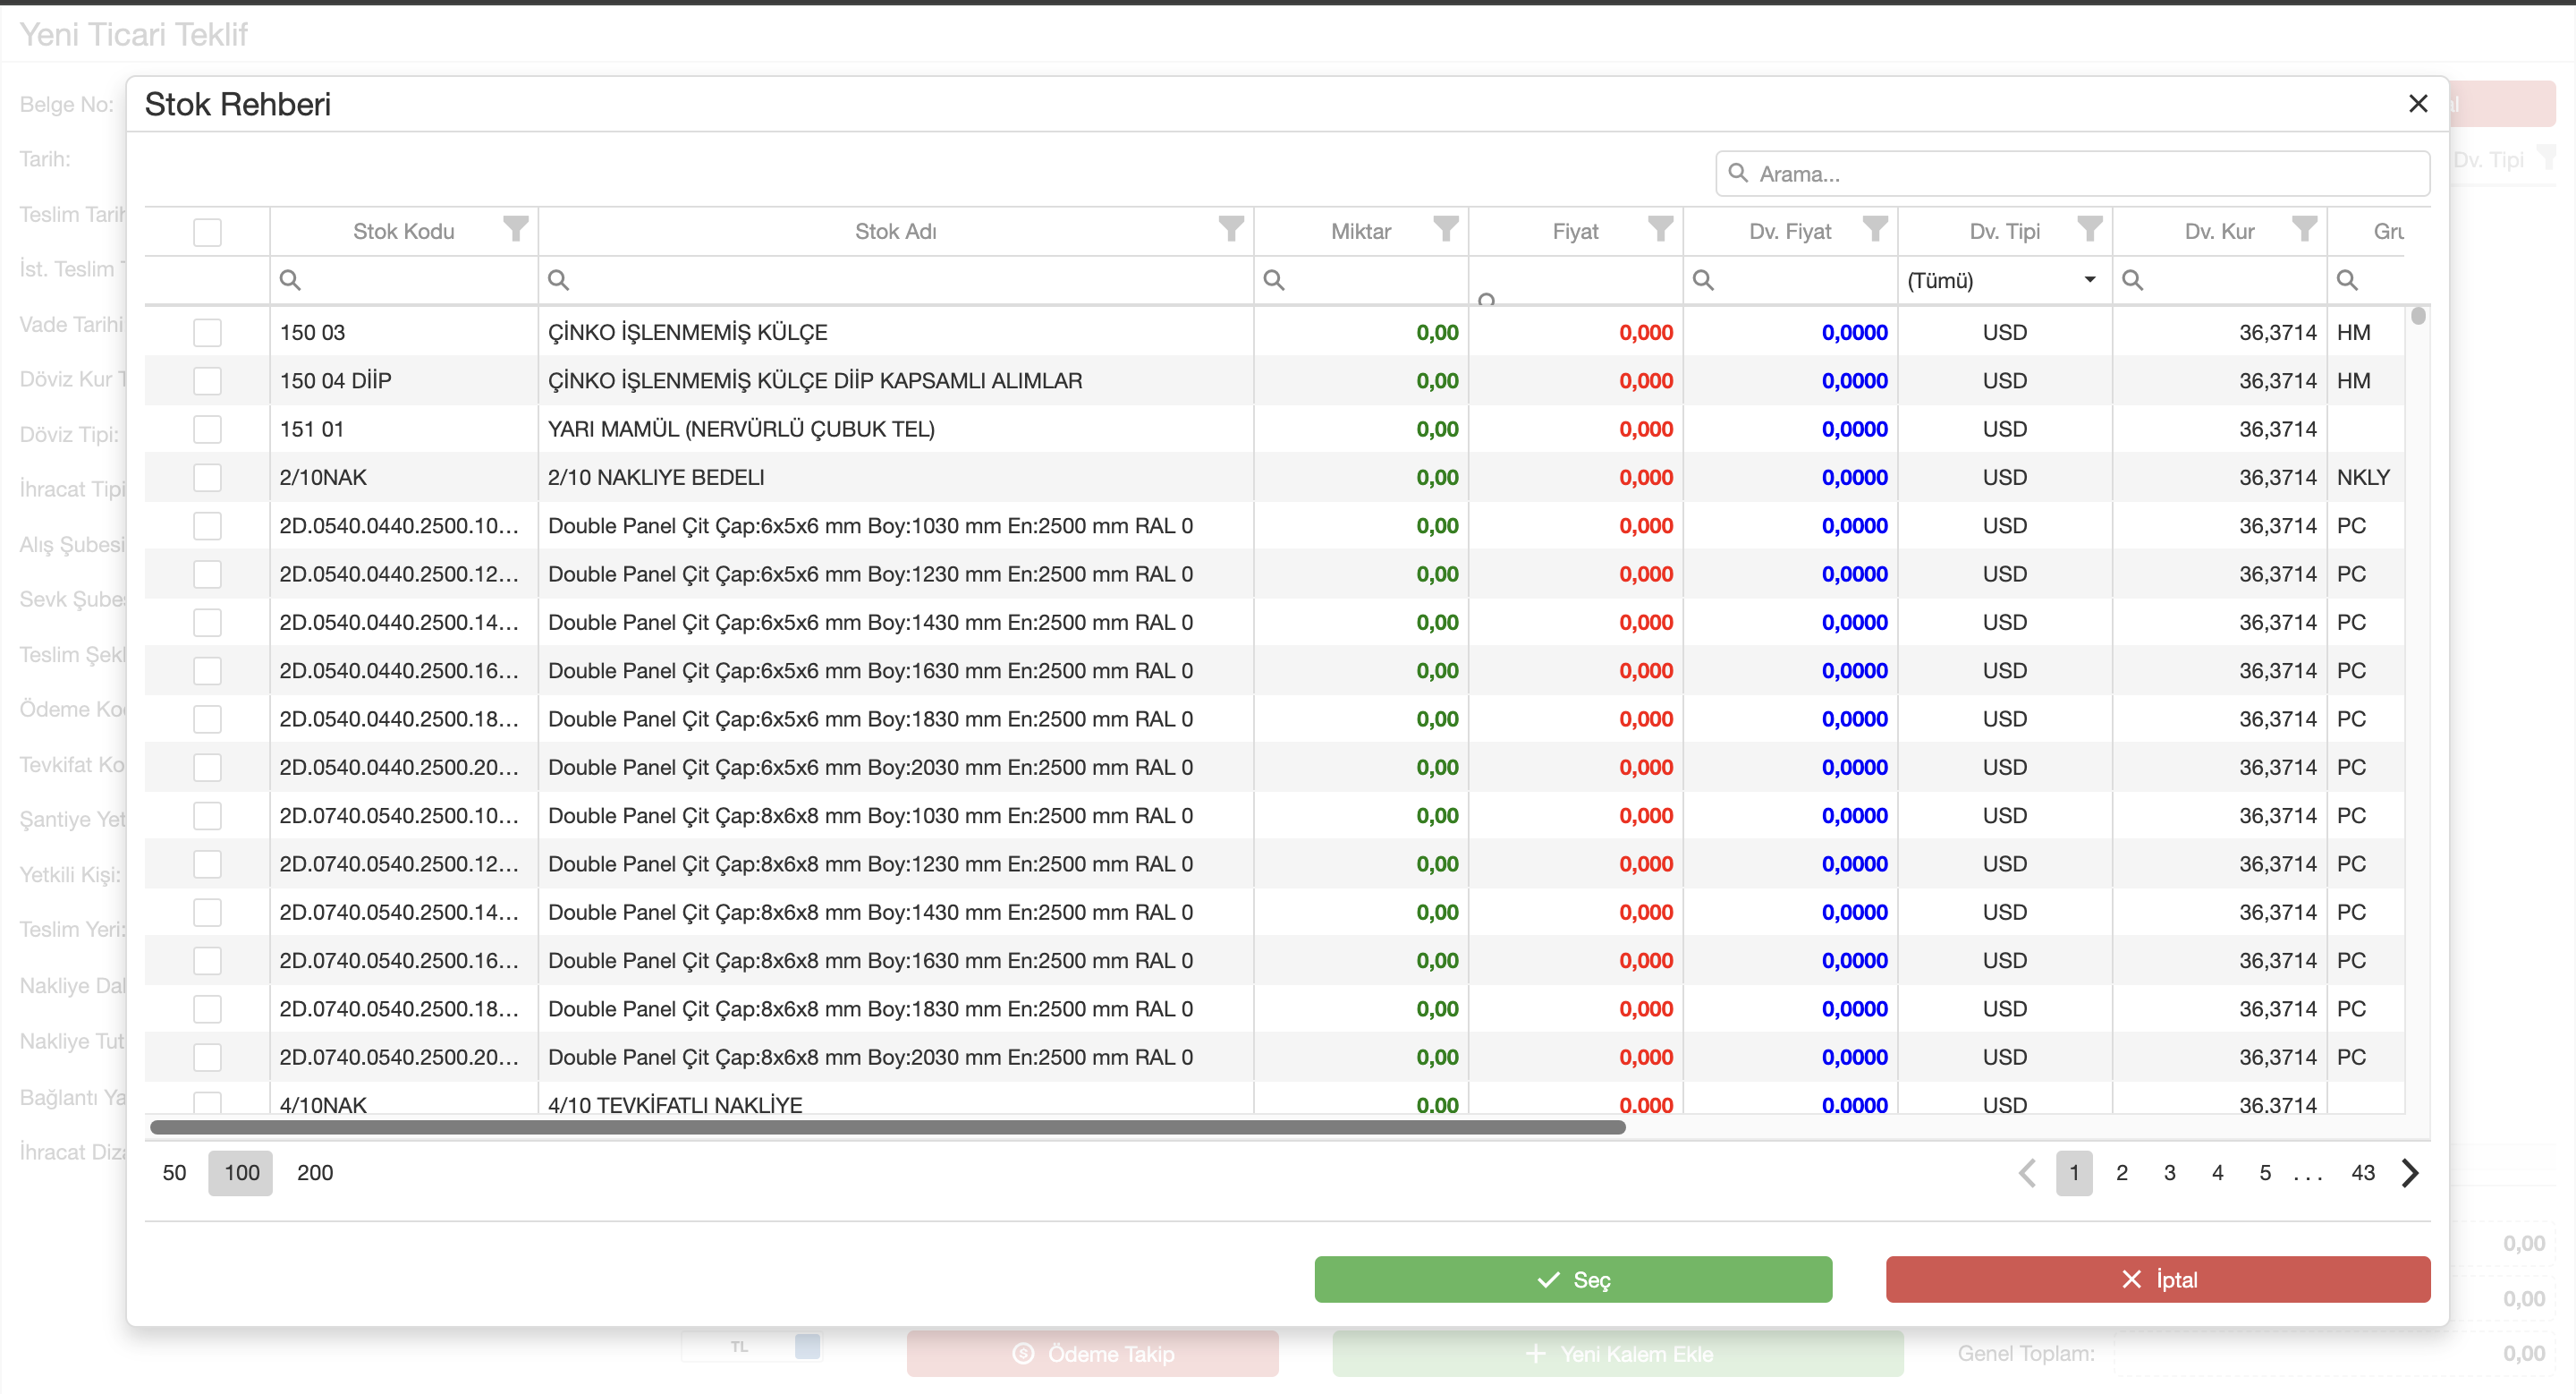 Yeni Ticari Teklif
Stok Rehberi
Belge No:
Tarih:
Teslim Tarih
İst. Teslim T
Vade Tarihi
Döviz Kur T
Döviz Tipi:
İhracat Tipi
Alış Şubesi
Sevk Şubes
Teslim Şekl
Ödeme Kod
Tevkifat Ko
Şantiye Yet
Yetkili Kişi:
Teslim Yeri:
Nakliye Dal
Nakliye Tut
Bağlantı Ya
İhracat Diza
Dv. Tipi
Arama...
Stok Kodu Stok Adı Miktar Fiyat Dv. Fiyat Dv. Tipi Dv. Kur Gru
(Tümü)
150 03 ÇİNKO İŞLENMEMİŞ KÜLÇE 0,00 0,000 0,0000 USD 36,3714 HM
150 04 DİİP ÇİNKO İŞLENMEMİŞ KÜLÇE DİİP KAPSAMLI ALIMLAR 0,00 0,000 0,0000 USD 36,3714 HM
151 01 YARI MAMÜL (NERVÜRLÜ ÇUBUK TEL) 0,00 0,000 0,0000 USD 36,3714
2/10NAK 2/10 NAKLIYE BEDELI 0,00 0,000 0,0000 USD 36,3714 NKLY
2D.0540.0440.2500.10... Double Panel Çit Çap:6x5x6 mm Boy:1030 mm En:2500 mm RAL 0 0,00 0,000 0,0000 USD 36,3714 PC
2D.0540.0440.2500.12... Double Panel Çit Çap:6x5x6 mm Boy:1230 mm En:2500 mm RAL 0 0,00 0,000 0,0000 USD 36,3714 PC
2D.0540.0440.2500.14... Double Panel Çit Çap:6x5x6 mm Boy:1430 mm En:2500 mm RAL 0 0,00 0,000 0,0000 USD 36,3714 PC
2D.0540.0440.2500.16... Double Panel Çit Çap:6x5x6 mm Boy:1630 mm En:2500 mm RAL 0 0,00 0,000 0,0000 USD 36,3714 PC
2D.0540.0440.2500.18... Double Panel Çit Çap:6x5x6 mm Boy:1830 mm En:2500 mm RAL 0 0,00 0,000 0,0000 USD 36,3714 PC
2D.0540.0440.2500.20... Double Panel Çit Çap:6x5x6 mm Boy:2030 mm En:2500 mm RAL 0 0,00 0,000 0,0000 USD 36,3714 PC
2D.0740.0540.2500.10... Double Panel Çit Çap:8x6x8 mm Boy:1030 mm En:2500 mm RAL 0 0,00 0,000 0,0000 USD 36,3714 PC
2D.0740.0540.2500.12... Double Panel Çit Çap:8x6x8 mm Boy:1230 mm En:2500 mm RAL 0 0,00 0,000 0,0000 USD 36,3714 PC
2D.0740.0540.2500.14... Double Panel Çit Çap:8x6x8 mm Boy:1430 mm En:2500 mm RAL 0 0,00 0,000 0,0000 USD 36,3714 PC
2D.0740.0540.2500.16... Double Panel Çit Çap:8x6x8 mm Boy:1630 mm En:2500 mm RAL 0 0,00 0,000 0,0000 USD 36,3714 PC
2D.0740.0540.2500.18... Double Panel Çit Çap:8x6x8 mm Boy:1830 mm En:2500 mm RAL 0 0,00 0,000 0,0000 USD 36,3714 PC
2D.0740.0540.2500.20... Double Panel Çit Çap:8x6x8 mm Boy:2030 mm En:2500 mm RAL 0 0,00 0,000 0,0000 USD 36,3714 PC
4/10NAK 4/10 TEVKİFATLI NAKLİYE 0,00 0,000 0,0000 USD 36,3714
50 100 200 1 2 3 4 5 ... 43
Seç İptal
0,00
0,00
TL Ödeme Takip Yeni Kalem Ekle Genel Toplam: 0,00